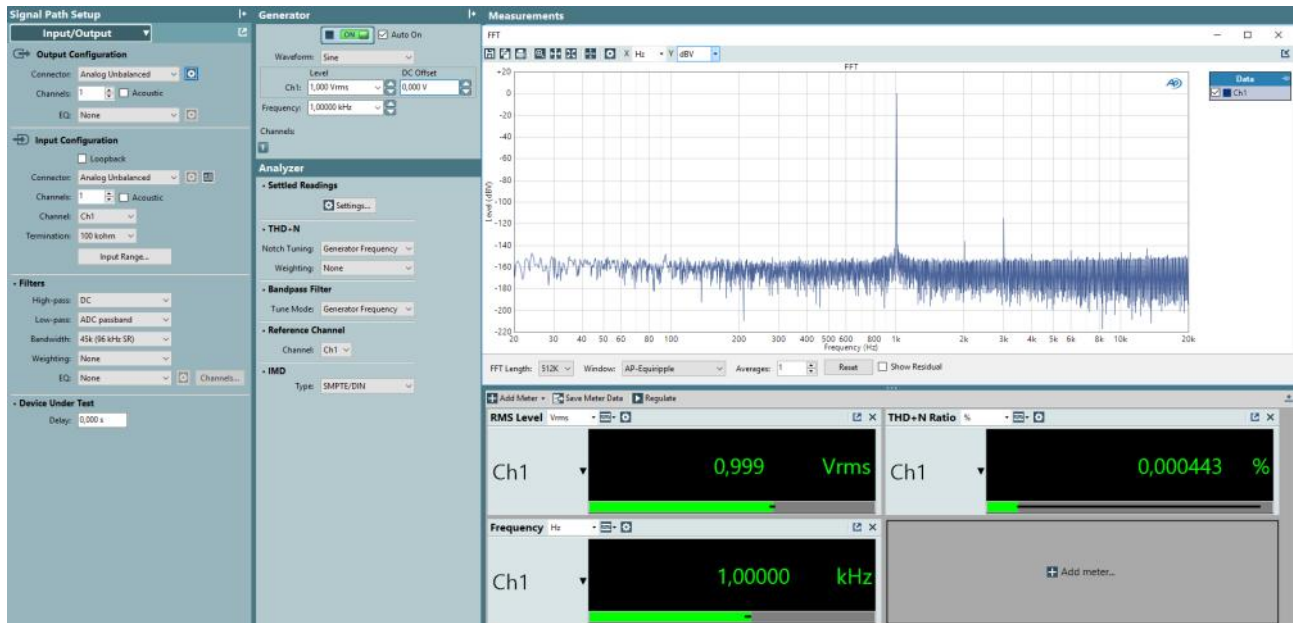 Signal Path Setup
Input/Output
Output Configuration
Connector: Analog Unbalanced
Channels: 1 Acoustic
EQ: None
Input Configuration
Loopback
Connector: Analog Unbalanced
Channels: 1 Acoustic
Channel: Ch1
Termination: 100 kohm
Input Range...
Filters
High-pass: DC
Low-pass: ADC passband
Bandwidth: 45k (96 kHz SR)
Weighting: None
EQ: None Channels...
Device Under Test
Delay: 0,000 s
Generator
ON Auto On
Waveform: Sine
Level DC Offset
Ch1: 1,000 Vrms 0,000 V
Frequency: 1,00000 kHz
Channels:
1
Analyzer
Settled Readings
Settings...
THD+N
Notch Tuning: Generator Frequency
Weighting: None
Bandpass Filter
Tune Mode: Generator Frequency
Reference Channel
Channel: Ch1
IMD
Type: SMPTE/DIN
Measurements
FFT
X Hz Y dBV
FFT
AP
Data
Ch1
Level (dBV)
+20
0
-20
-40
-60
-80
-100
-120
-140
-160
-180
-200
-220
20 30 40 50 60 80 100 200 300 400 500 600 800 1k 2k 3k 4k 5k 6k 8k 10k 20k
Frequency (Hz)
FFT Length: 512K Window: AP-Equiripple Averages: 1 Reset Show Residual
Add Meter Save Meter Data Regulate
RMS Level Vrms
Ch1 0,999 Vrms
THD+N Ratio %
Ch1 0,000443 %
Frequency Hz
Ch1 1,00000 kHz
Add meter...